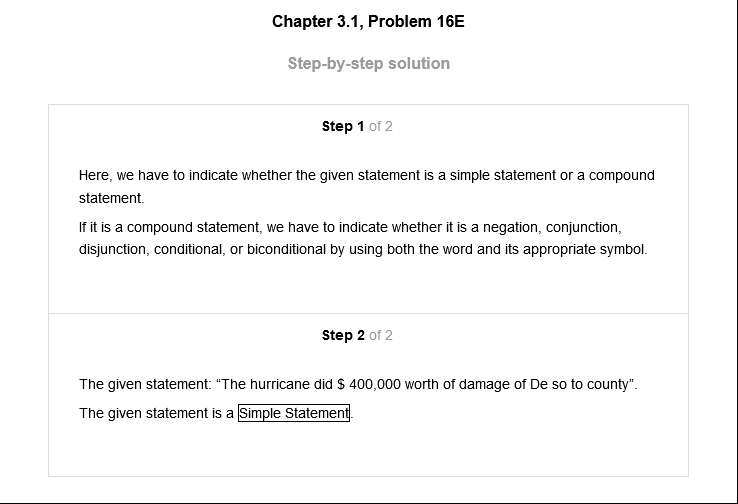 Chapter 3.1, Problem 16E
Step-by-step solution
Step 1 of 2
Here, we have to indicate whether the given statement is a simple statement or a compound
statement.
If it is a compound statement, we have to indicate whether it is a negation, conjunction,
disjunction, conditional, or biconditional by using both the word and its appropriate symbol.
Step 2 of 2
The given statement: “The hurricane did $ 400,000 worth of damage of De so to county”.
The given statement is a Simple Statement.